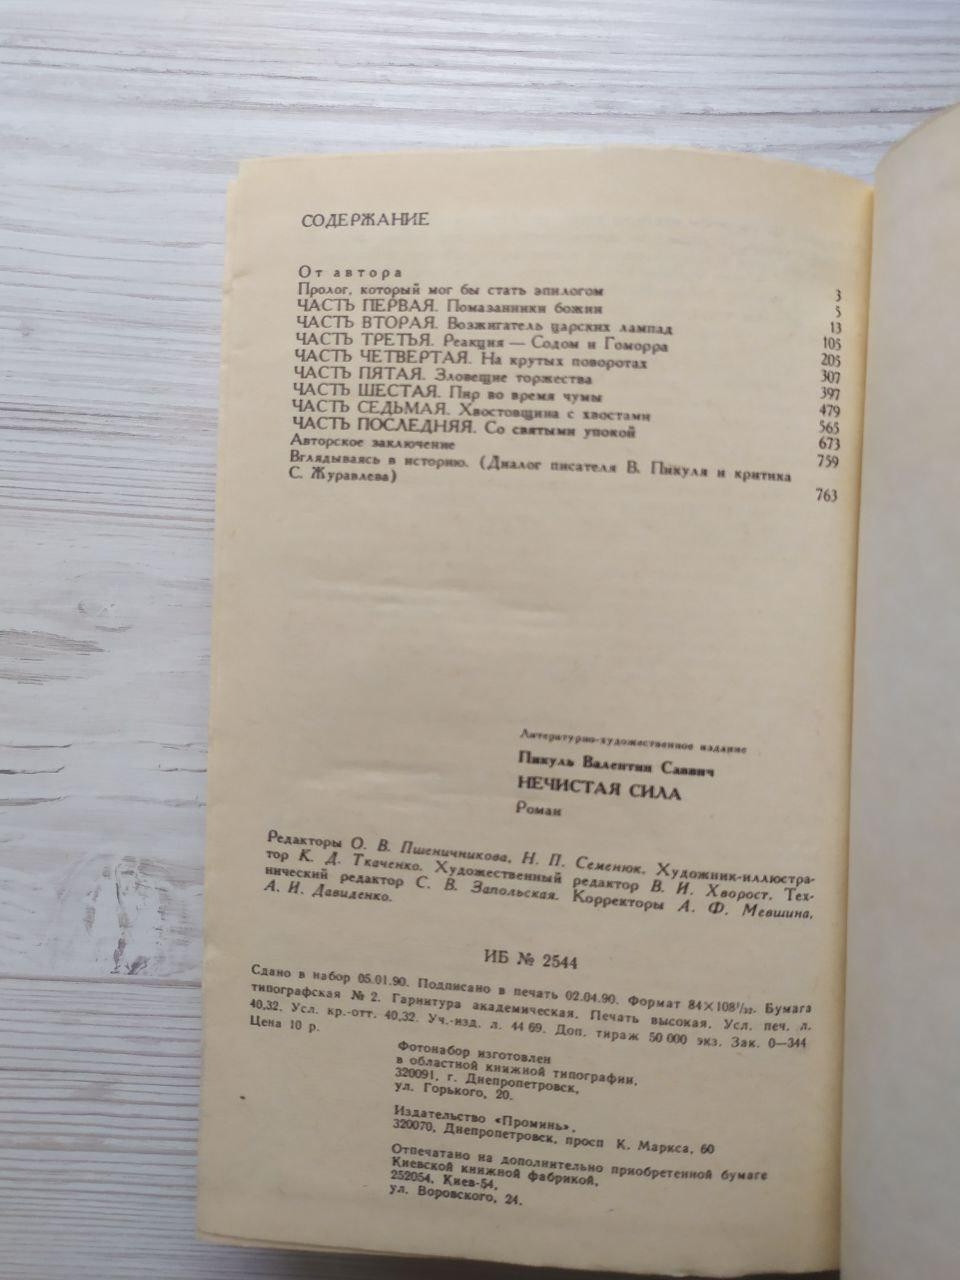 СОДЕРЖАНИЕ
От автора 3
Пролог, который мог бы стать эпилогом 5
ЧАСТЬ ПЕРВАЯ. Помазанники божии 13
ЧАСТЬ ВТОРАЯ. Возжигатель царских лампад 105
ЧАСТЬ ТРЕТЬЯ. Реакция — Содом и Гоморра 205
ЧАСТЬ ЧЕТВЕРТАЯ. На крутых поворотах 307
ЧАСТЬ ПЯТАЯ. Зловещие торжества 397
ЧАСТЬ ШЕСТАЯ. Пир во время чумы 479
ЧАСТЬ СЕДЬМАЯ. Хвостовщина с хвостами 565
ЧАСТЬ ПОСЛЕДНЯЯ. Со святыми упокой 673
Авторское заключение 759
Вглядываясь в историю. (Диалог писателя В. Пикуля и критика
С. Журавлева) 763
Литературно-художественное издание
Пикуль Валентин Саввич
НЕЧИСТАЯ СИЛА
Роман
Редакторы О. В. Пшеничникова, Н. П. Семенюк. Художник-иллюстра-
тор К. Д. Ткаченко. Художественный редактор В. И. Хворост. Тех-
нический редактор С. В. Запольская. Корректоры А. Ф. Мевшина,
А. И. Давиденко.
ИБ № 2544
Сдано в набор 05.01.90. Подписано в печать 02.04.90. Формат 84×108¹/₃₂. Бумага
типографская № 2. Гарнитура академическая. Печать высокая. Усл. печ. л.
40,32. Усл. кр.-отт. 40,32. Уч.-изд. л. 44 69. Доп. тираж 50 000 экз. Зак. 0—344
Цена 10 р.
Фотонабор изготовлен
в областной книжной типографии,
320091, г. Днепропетровск,
ул. Горького, 20.
Издательство «Проминь»,
320070, Днепропетровск, просп К. Маркса, 60
Отпечатано на дополнительно приобретенной бумаге
Киевской книжной фабрикой,
252054, Киев-54,
ул. Воровского, 24.